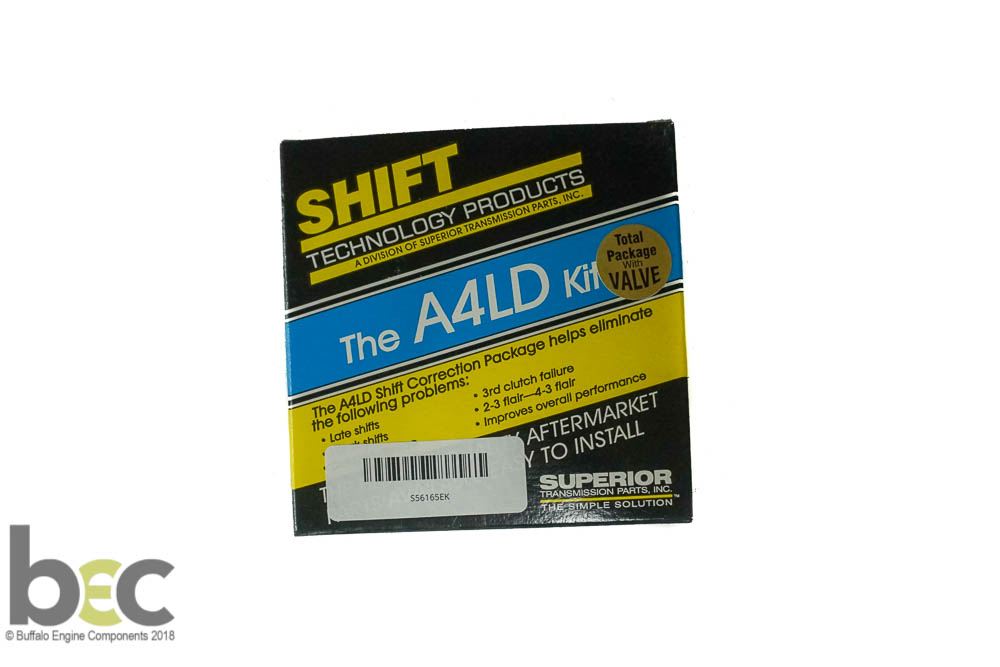 SHIFT
TECHNOLOGY PRODUCTS
A DIVISION OF SUPERIOR TRANSMISSION PARTS, INC.
Total
Package
With
VALVE
The A4LD Kit
The A4LD Shift Correction Package helps eliminate
the following problems:
• Late shifts
• 3rd clutch failure
• 2-3 flair—4-3 flair
• Improves overall performance
shifts
AFTERMARKET
TO INSTALL
S56165EK
SUPERIOR
TRANSMISSION PARTS, INC.
THE SIMPLE SOLUTION™
bec
© Buffalo Engine Components 2018